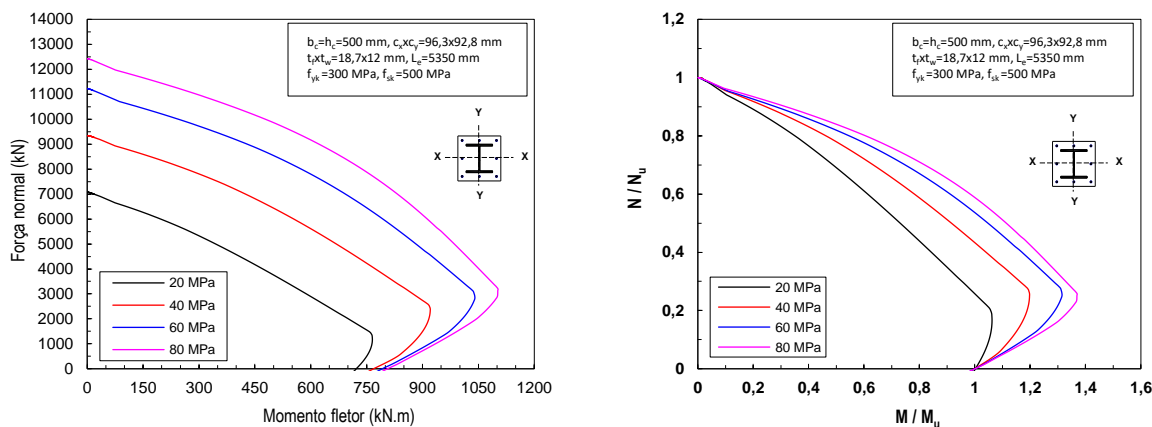 14000
13000
12000
11000
10000
9000
8000
7000
6000
5000
4000
3000
2000
1000
0
Força normal (kN)
b_c=h_c=500 mm, c_xxc_y=96,3x92,8 mm
t_fxt_w=18,7x12 mm, L_e=5350 mm
f_yk=300 MPa, f_sk=500 MPa
Y
X X
Y
20 MPa
40 MPa
60 MPa
80 MPa
0 150 300 450 600 750 900 1050 1200
Momento fletor (kN.m)
1
0,8
0,6
0,4
0,2
0
N / N_u
b_c=h_c=500 mm, c_xxc_y=96,3x92,8 mm
t_fxt_w=18,7x12 mm, L_e=5350 mm
f_yk=300 MPa, f_sk=500 MPa
Y
X X
Y
20 MPa
40 MPa
60 MPa
80 MPa
0 0,2 0,4 0,6 0,8 1 1,2 1,4 1,6
M / M_u